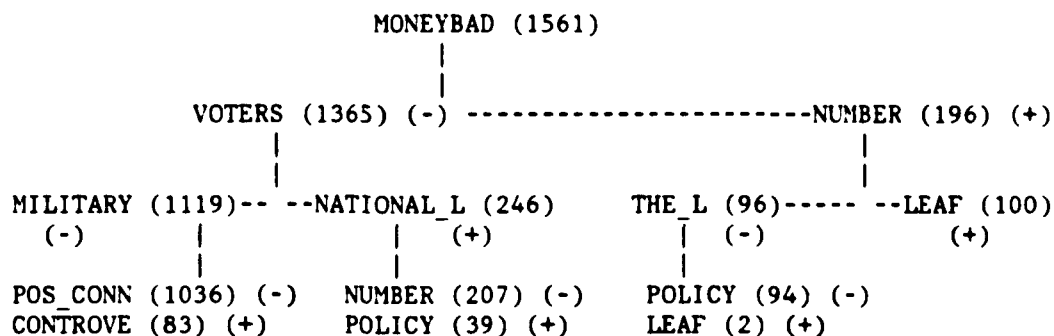 MONEYBAD (1561)
VOTERS (1365) (-) ------------------------NUMBER (196) (+)
MILITARY (1119)-- --NATIONAL_L (246) THE_L (96)----- --LEAF (100)
(-) (+) (-) (+)
POS_CONN (1036) (-) NUMBER (207) (-) POLICY (94) (-)
CONTROVE (83) (+) POLICY (39) (+) LEAF (2) (+)